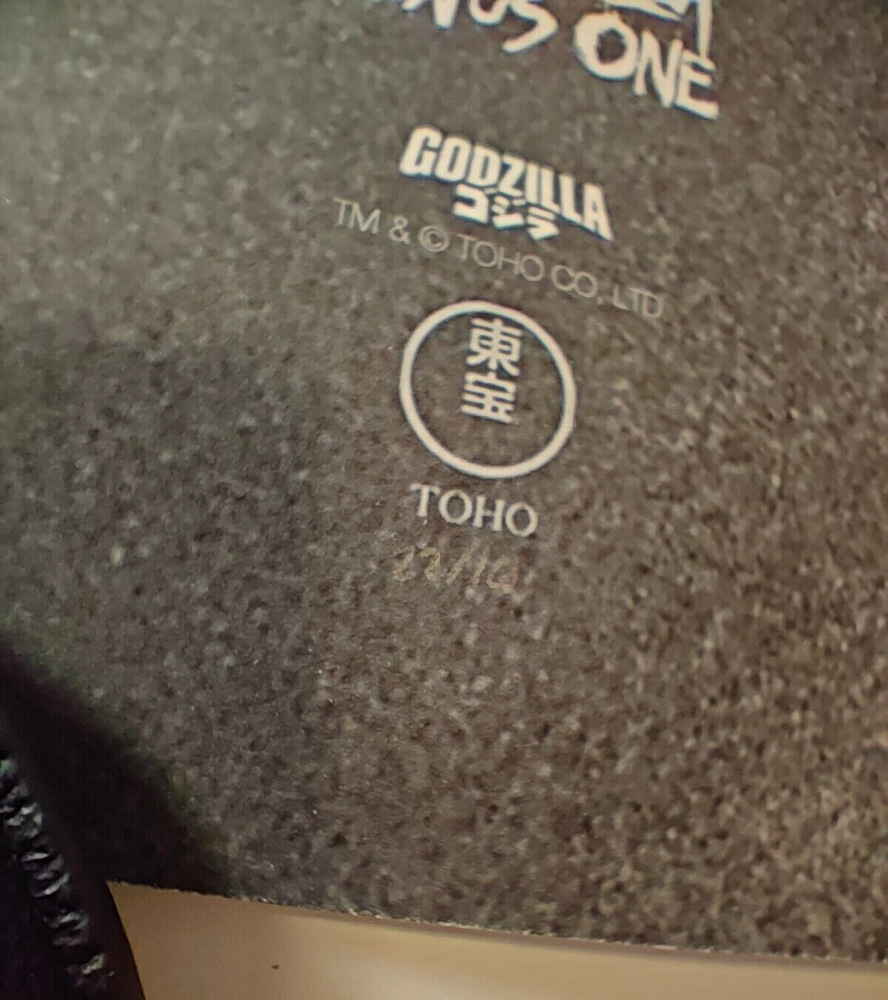 ONE
GODZILLA
ゴジラ
TM & © TOHO CO., LTD
東
宝
TOHO